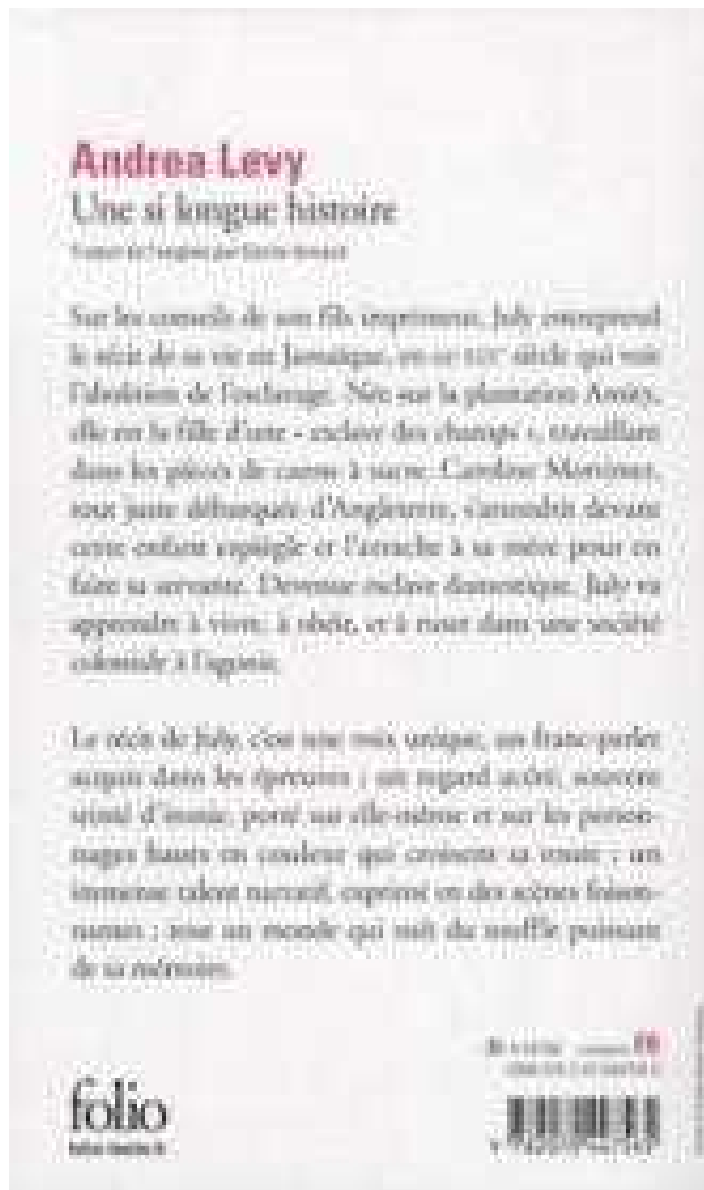 Andrea Levy
Une si longue histoire
Traduit de l'anglais par
Sur les conseils de son fils imprimeur, July entreprend
le récit de sa vie en Jamaïque, en ce XIXe siècle qui voit
l'abolition de l'esclavage. Née sur la plantation Amity,
elle est la fille d'une « esclave des champs », travaillant
dans les pièces de canne à sucre. Caroline Mortimer,
tout juste débarquée d'Angleterre, s'attendrit devant
cette enfant espiègle et l'arrache à sa mère pour en
faire sa servante. Devenue esclave domestique, July va
apprendre à vivre, à obéir, et à ruser dans une société
coloniale à l'agonie.
Le récit de July, c'est une voix unique, un franc-parler
acquis dans les épreuves ; un regard acéré, souvent
teinté d'ironie, porté sur elle-même et sur les person-
nages hauts en couleur qui croisent sa route ; un
immense talent narratif, exprimé en des scènes foison-
nantes ; tout un monde qui naît du souffle puissant
de sa mémoire.
folio